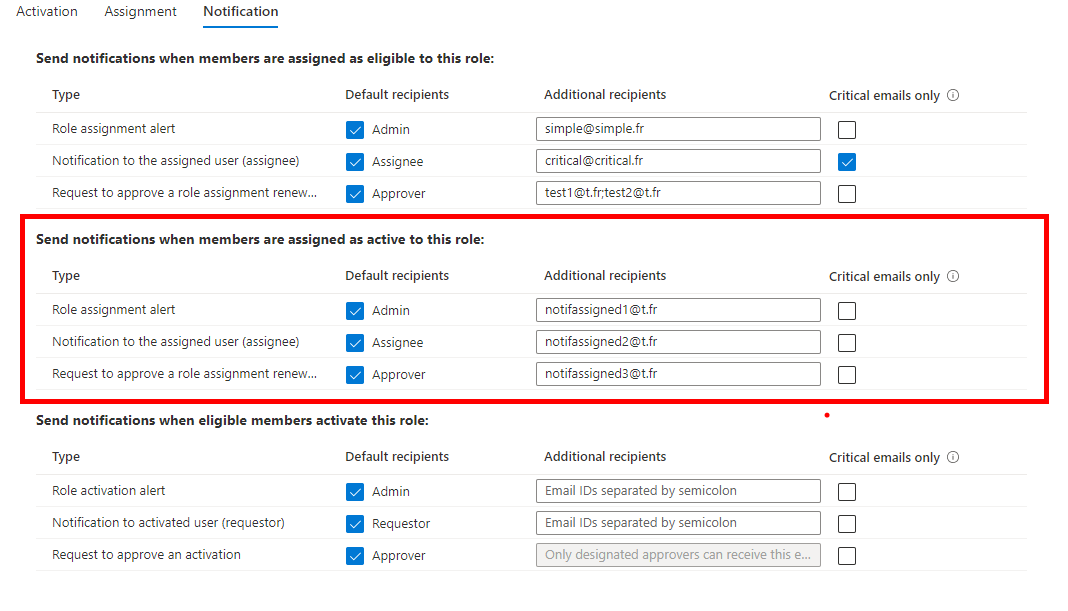 Activation Assignment Notification
Send notifications when members are assigned as eligible to this role:
Type Default recipients Additional recipients Critical emails only
Role assignment alert Admin simple@simple.fr
Notification to the assigned user (assignee) Assignee critical@critical.fr
Request to approve a role assignment renew... Approver test1@t.fr;test2@t.fr
Send notifications when members are assigned as active to this role:
Type Default recipients Additional recipients Critical emails only
Role assignment alert Admin notifassigned1@t.fr
Notification to the assigned user (assignee) Assignee notifassigned2@t.fr
Request to approve a role assignment renew... Approver notifassigned3@t.fr
Send notifications when eligible members activate this role:
Type Default recipients Additional recipients Critical emails only
Role activation alert Admin Email IDs separated by semicolon
Notification to activated user (requestor) Requestor Email IDs separated by semicolon
Request to approve an activation Approver Only designated approvers can receive this e...